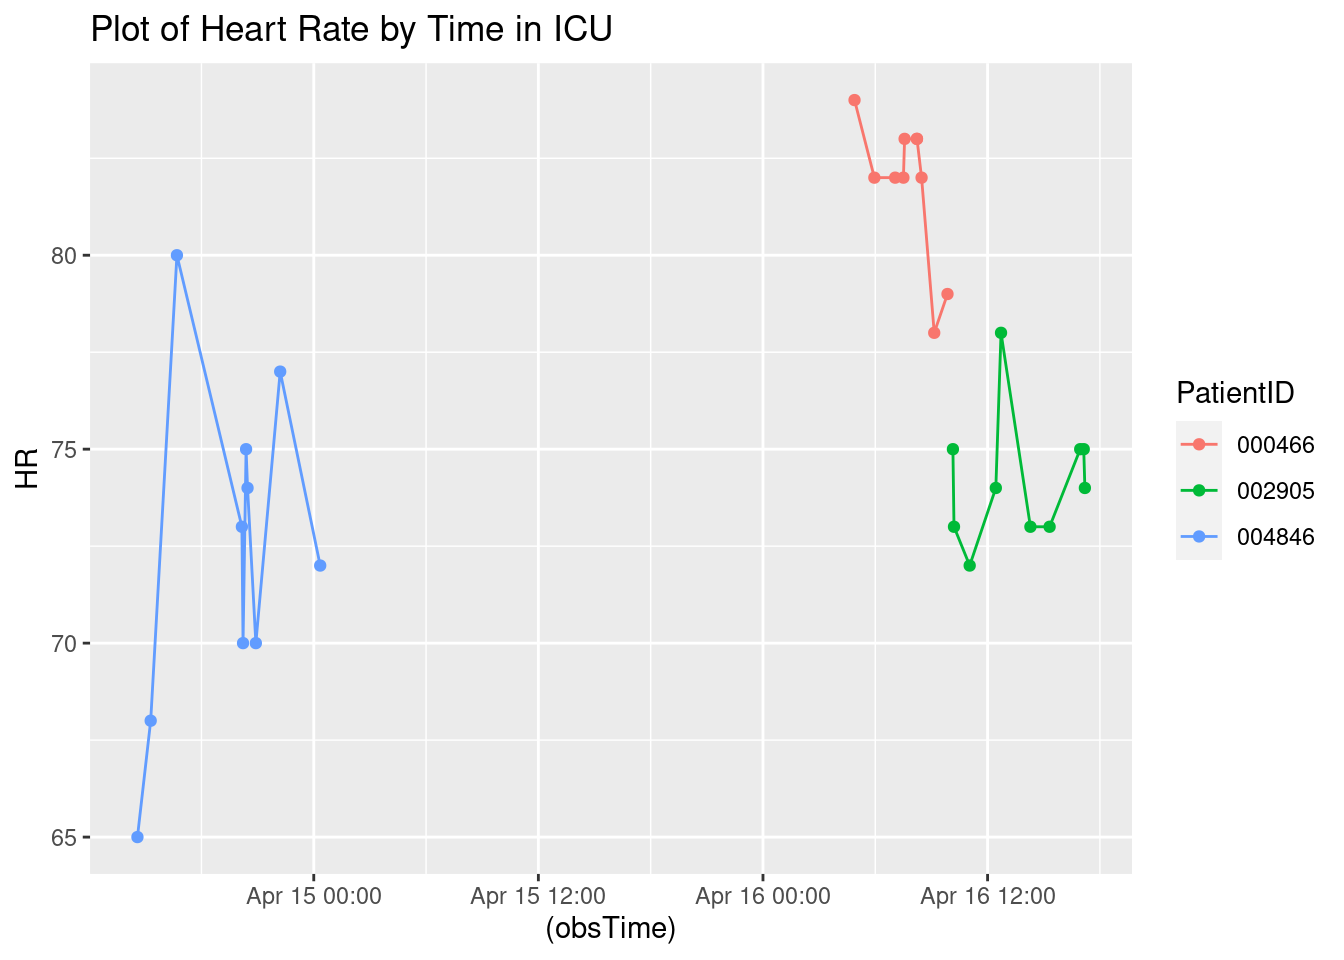 Plot of Heart Rate by Time in ICU
80
75
70
65
HR
Apr 15 00:00
Apr 15 12:00
Apr 16 00:00
Apr 16 12:00
(obsTime)
PatientID
000466
002905
004846